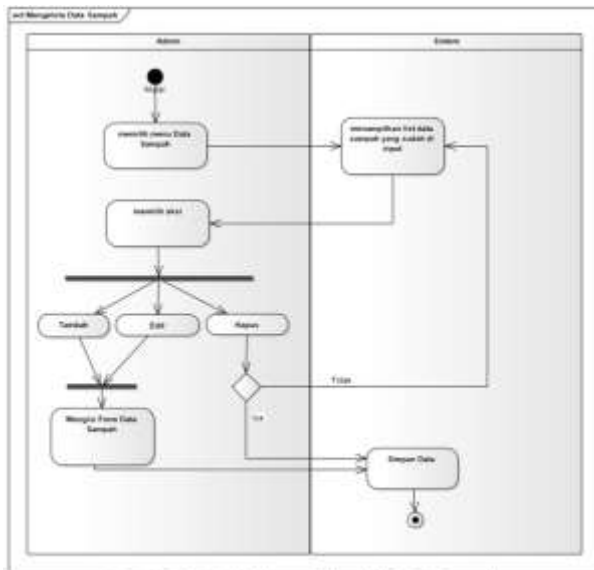 act Mengelola Data Sampah
Admin
Sistem
Mulai
memilih menu Data
Sampah
menampilkan list data
sampah yang sudah di
input
memilih aksi
Tambah
Edit
Hapus
Tidak
Mengisi Form Data
Sampah
Simpan Data